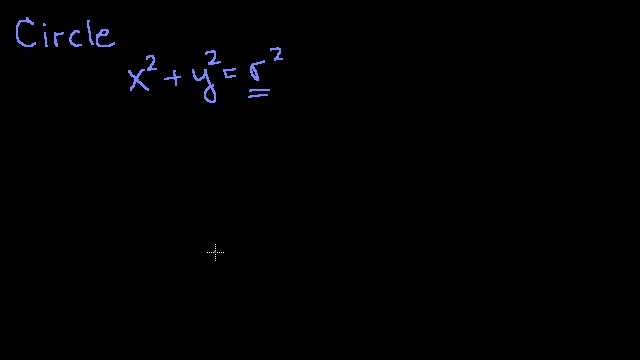 Circle
x² + y² = r²